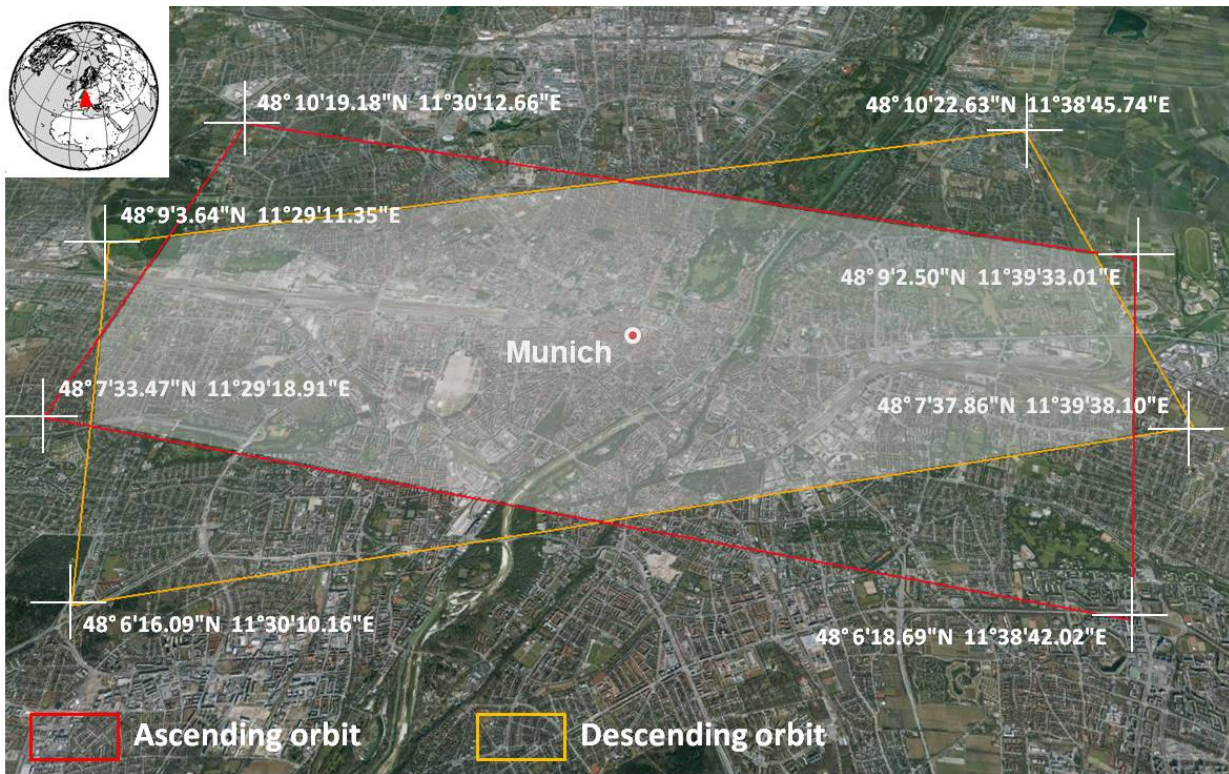 48° 10'19.18"N 11°30'12.66"E
48°10'22.63"N 11°38'45.74"E
48° 9'3.64"N 11°29'11.35"E
48° 9'2.50"N 11°39'33.01"E
Munich
48° 7'33.47"N 11°29'18.91"E
48° 7'37.86"N 11°39'38.10"E
48° 6'16.09"N 11°30'10.16"E
48° 6'18.69"N 11°38'42.02"E
Ascending orbit
Descending orbit